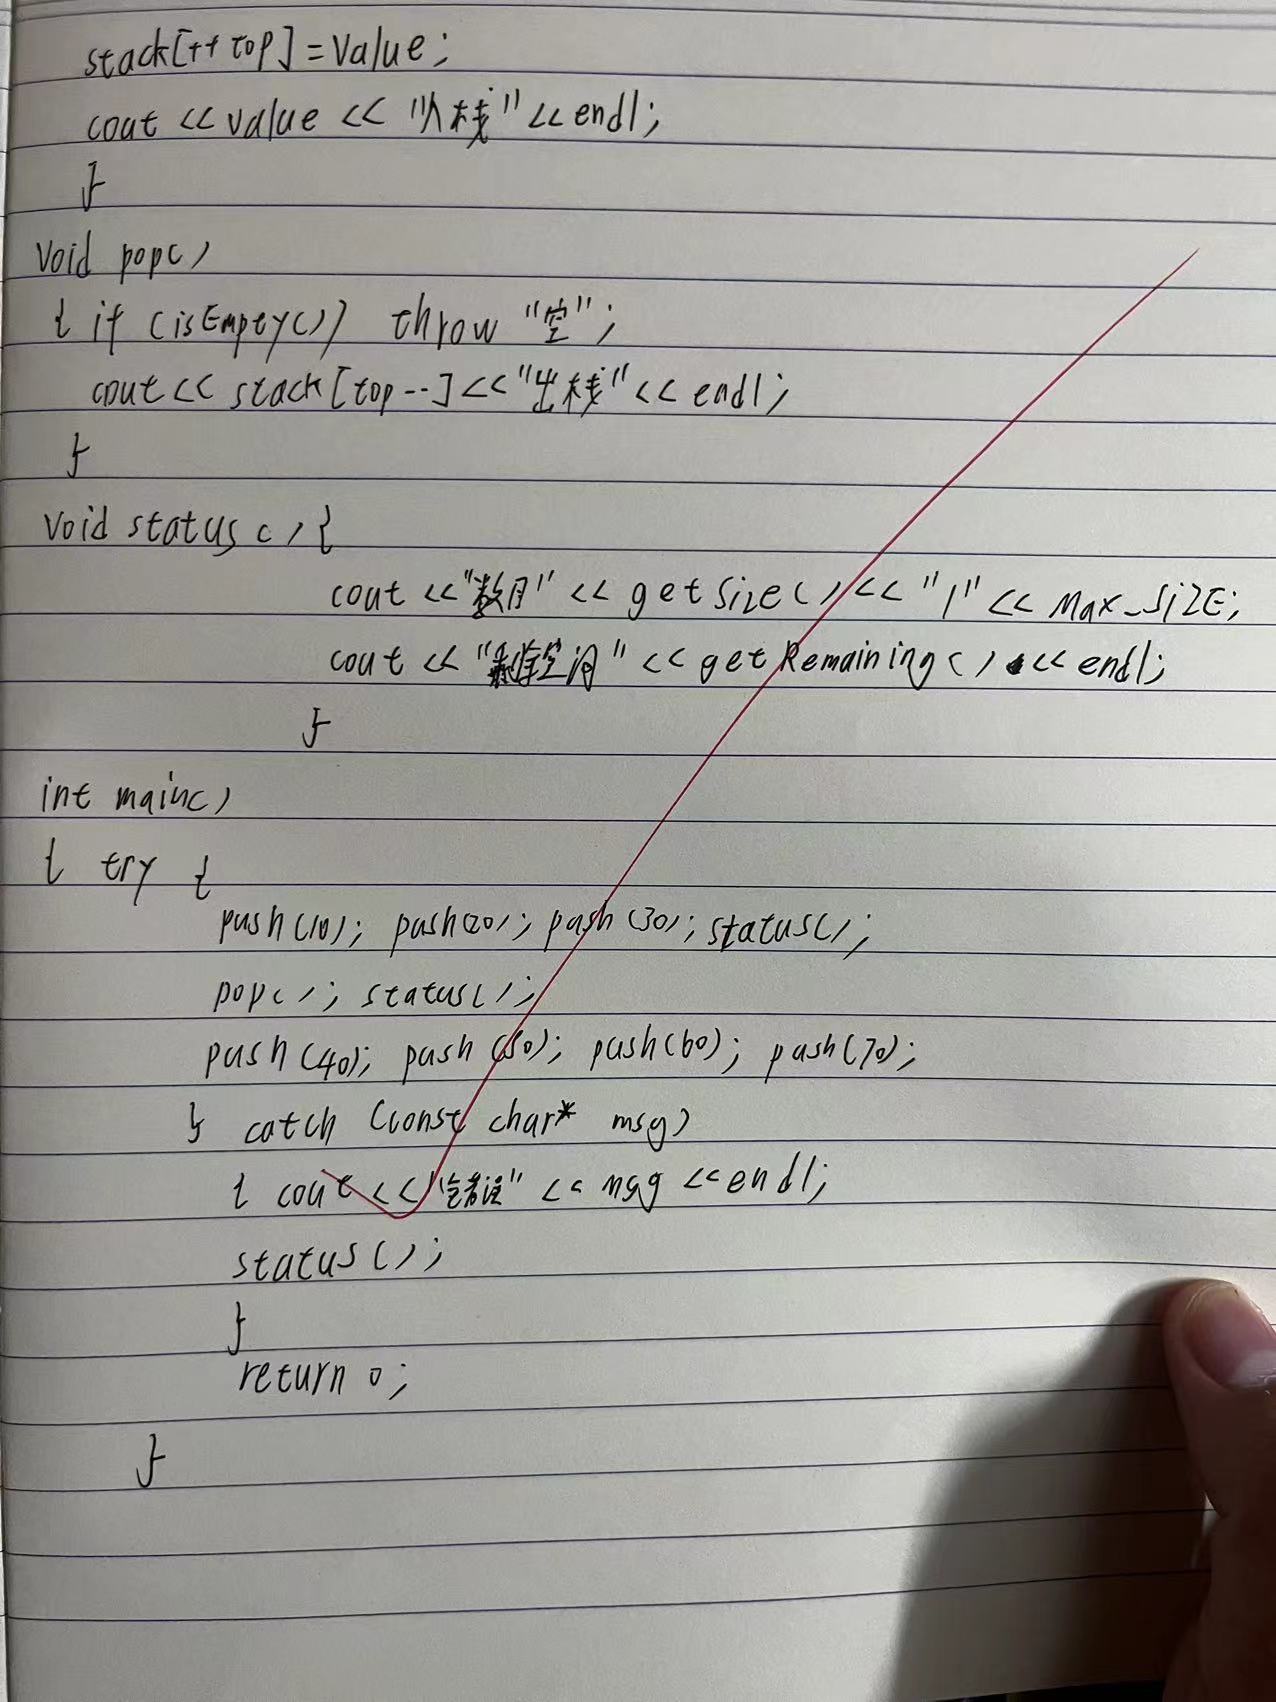 stack[++top]=value;
cout << value << "入栈" << endl;
}
void pop()
{ if (isEmpty()) throw "空";
cout << stack[top--] << "出栈" << endl;
}
void status(){
cout << "数目" << getSize() << "/" << Max_SIZE;
cout << "剩余空间" << getRemaining() << endl;
}
int main()
{ try {
push(10); push(20); push(30); status();
pop(); status();
push(40); push(50); push(60); push(70);
} catch (const char* msg)
{ cout << "错误" << msg << endl;
status();
}
return 0;
}